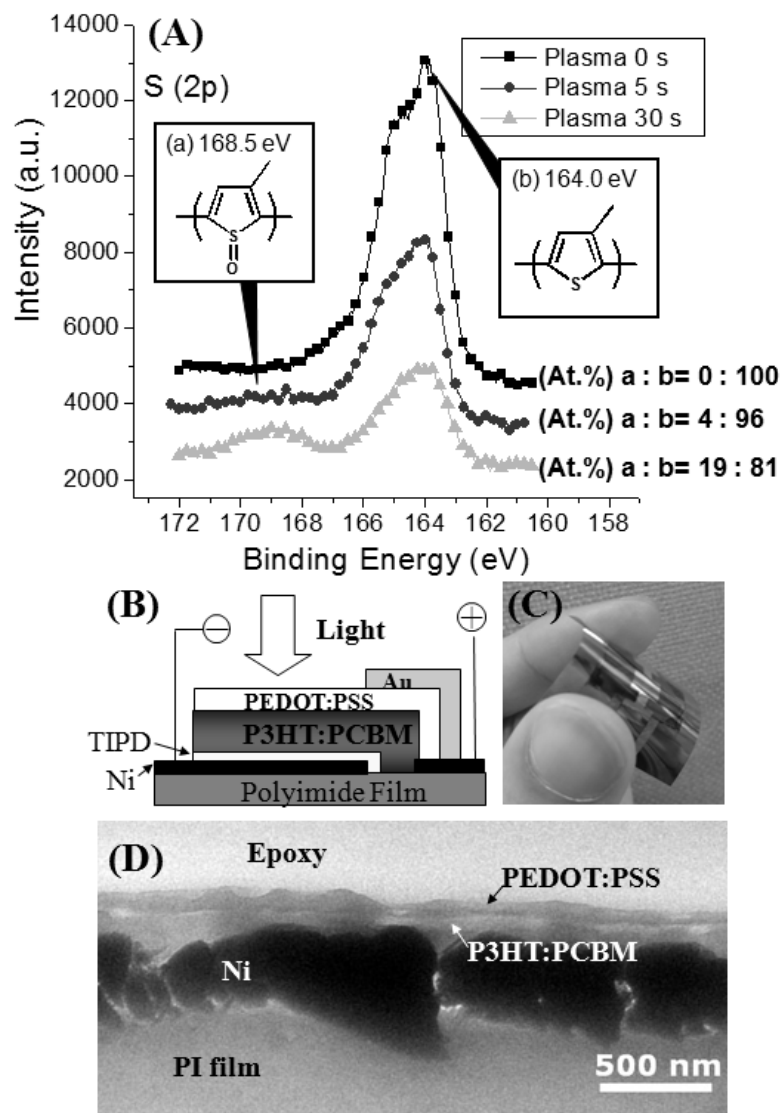 (A)
S (2p)
Plasma 0 s
Plasma 5 s
Plasma 30 s
(a) 168.5 eV
S
O
(b) 164.0 eV
S
(At.%) a : b= 0 : 100
(At.%) a : b= 4 : 96
(At.%) a : b= 19 : 81
Intensity (a.u.)
14000
12000
10000
8000
6000
4000
2000
172 170 168 166 164 162 160 158
Binding Energy (eV)
(B)
Light
Au
PEDOT:PSS
P3HT:PCBM
TIPD
Ni
Polyimide Film
(C)
(D)
Epoxy
PEDOT:PSS
P3HT:PCBM
Ni
PI film
500 nm